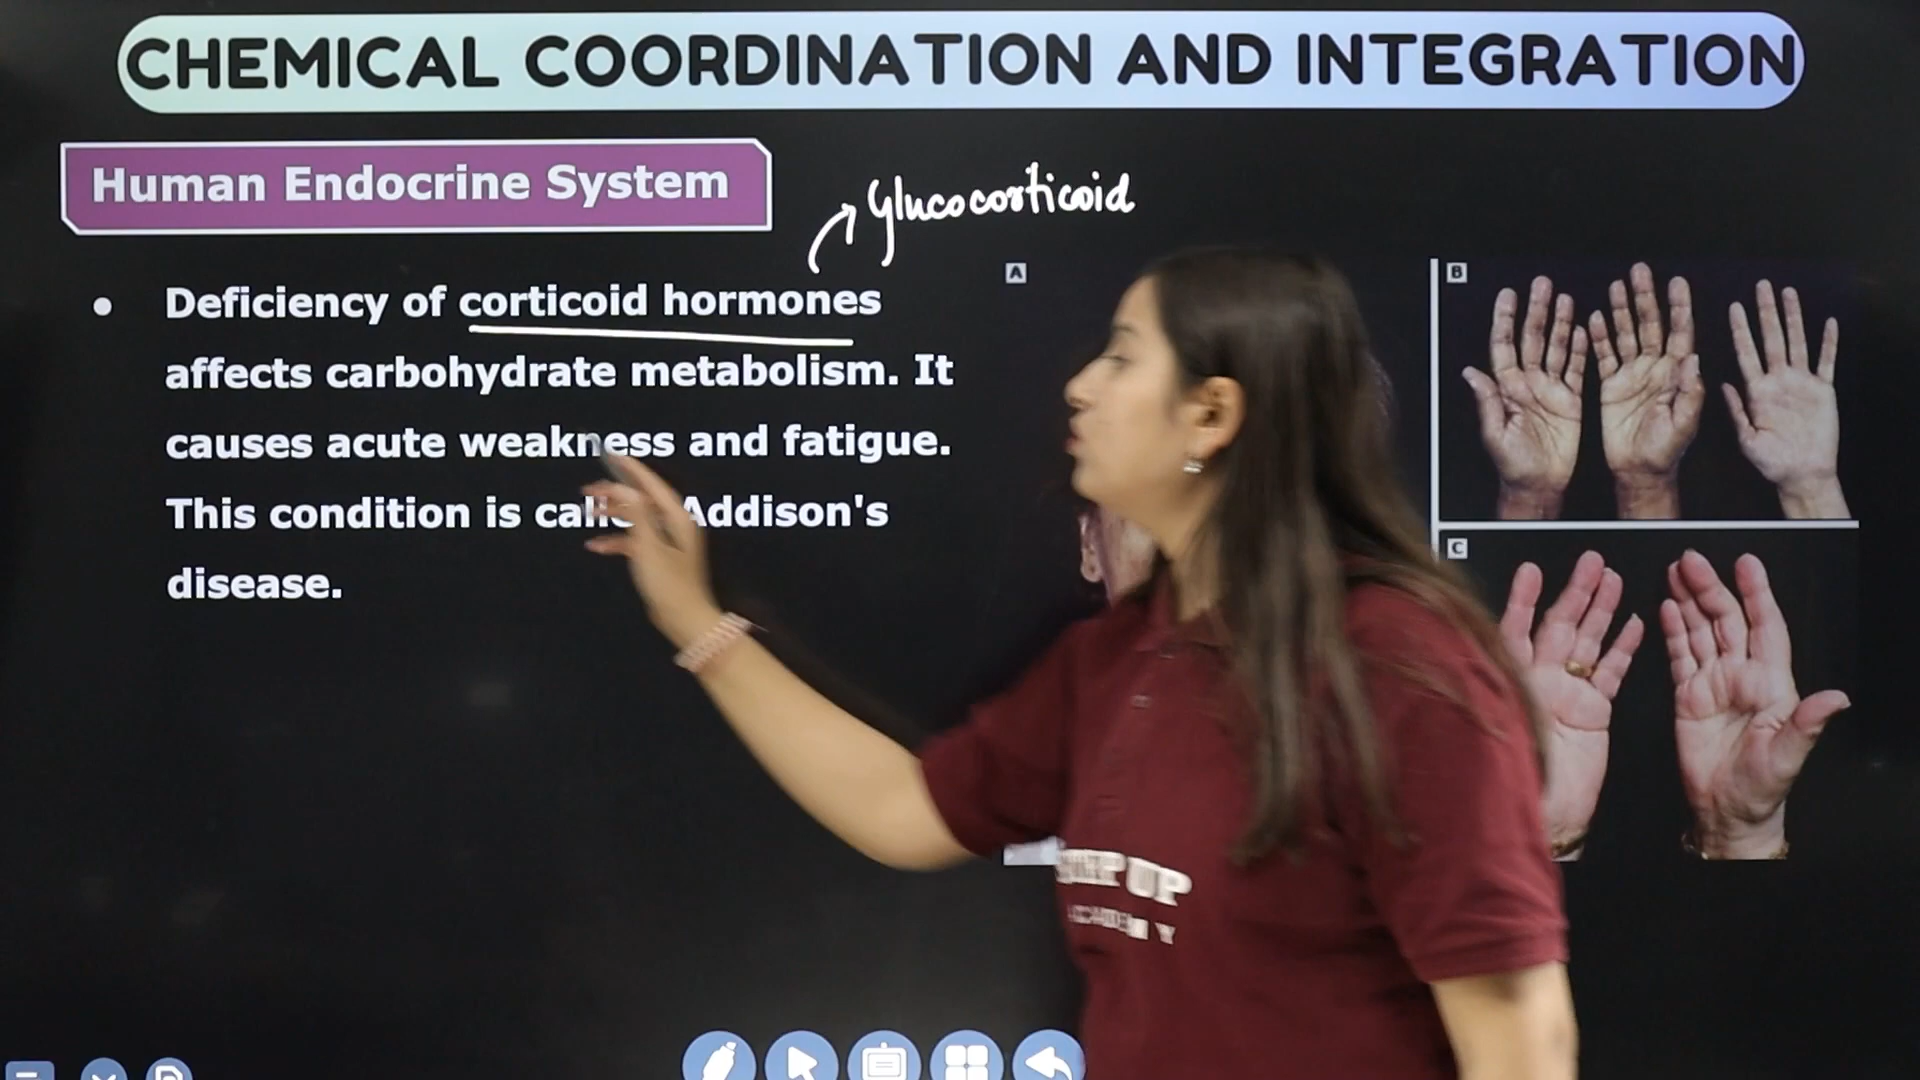 CHEMICAL COORDINATION AND INTEGRATION
Human Endocrine System
Glucocorticoid
• Deficiency of corticoid hormones
affects carbohydrate metabolism. It
causes acute weakness and fatigue.
This condition is Addison's
disease.
A
B
C
UP